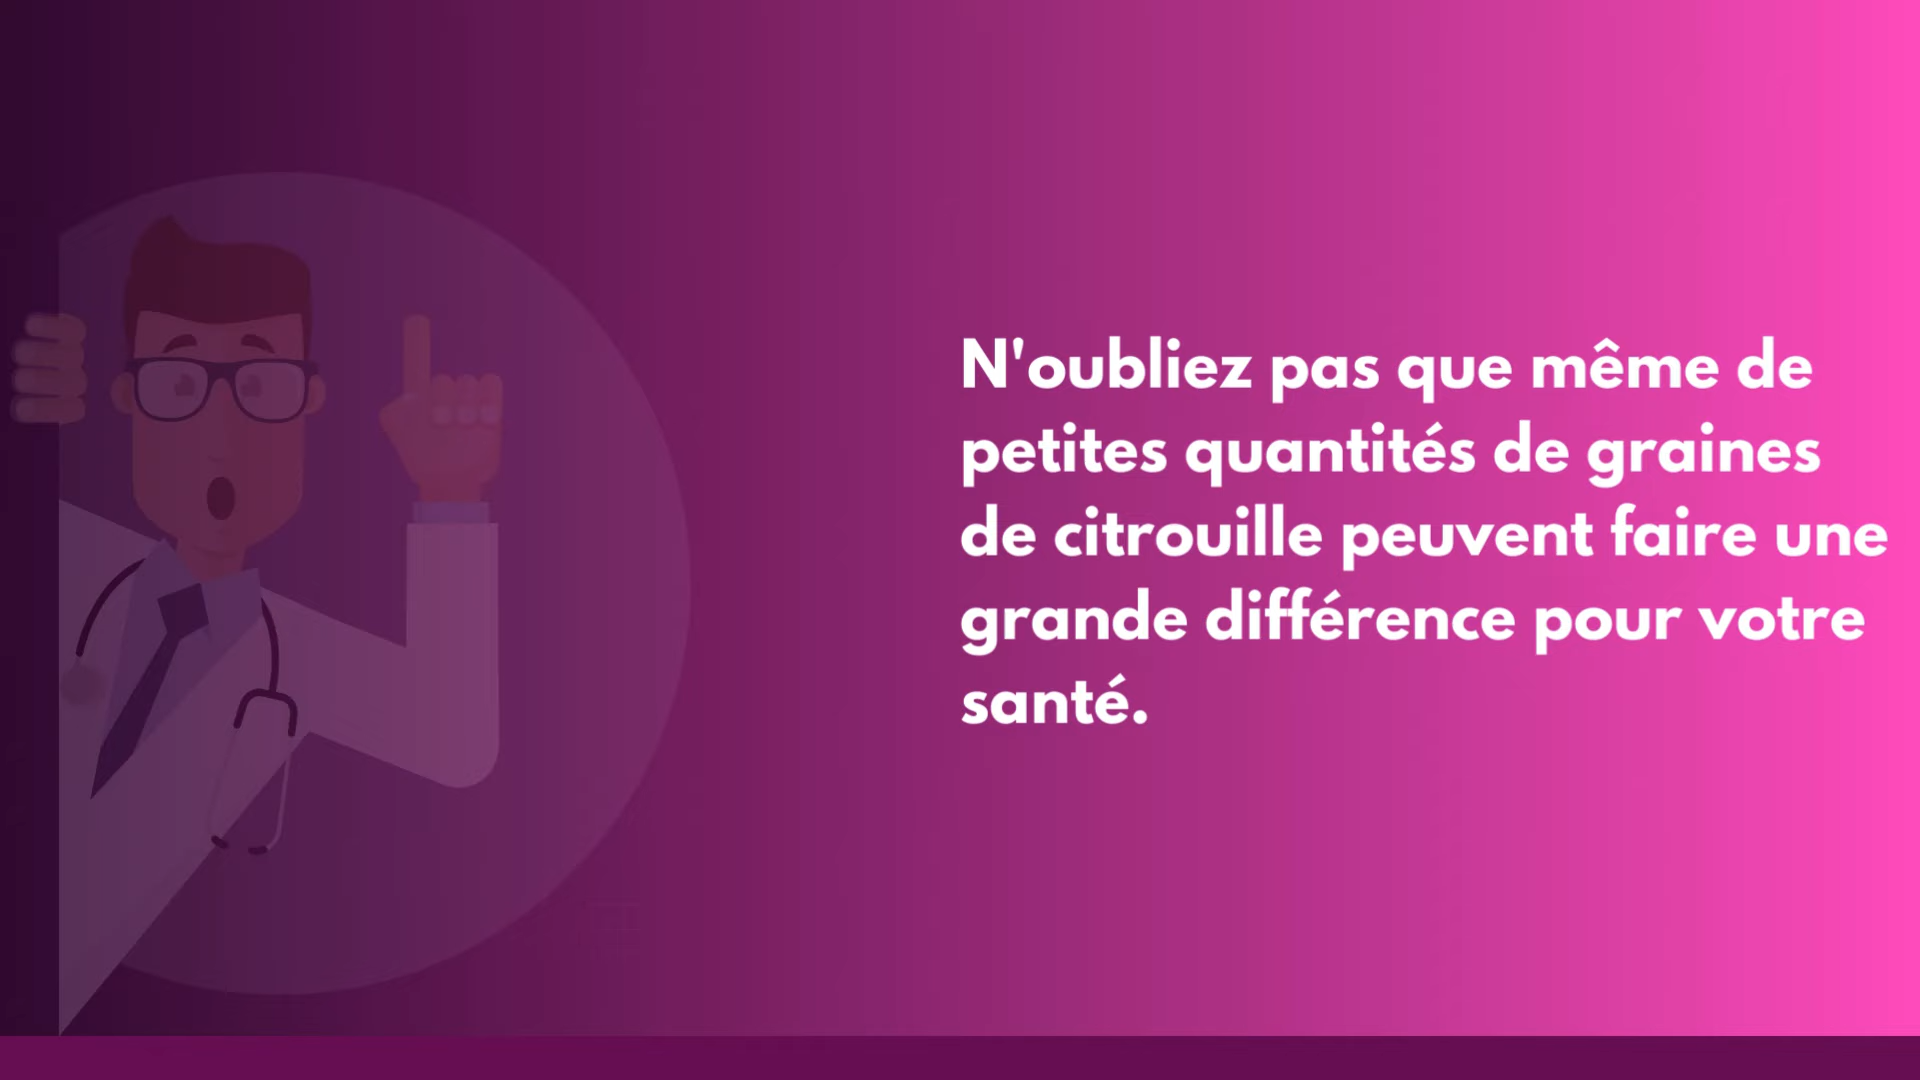 N'oubliez pas que même de
petites quantités de graines
de citrouille peuvent faire une
grande différence pour votre
santé.